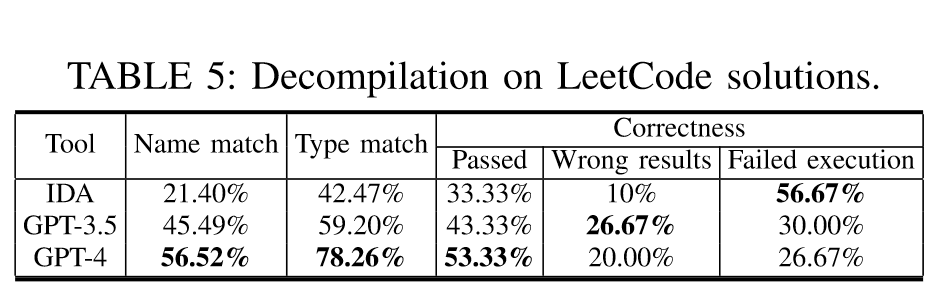 TABLE 5: Decompilation on LeetCode solutions.
Tool Name match Type match Correctness
Passed Wrong results Failed execution
IDA 21.40% 42.47% 33.33% 10% 56.67%
GPT-3.5 45.49% 59.20% 43.33% 26.67% 30.00%
GPT-4 56.52% 78.26% 53.33% 20.00% 26.67%